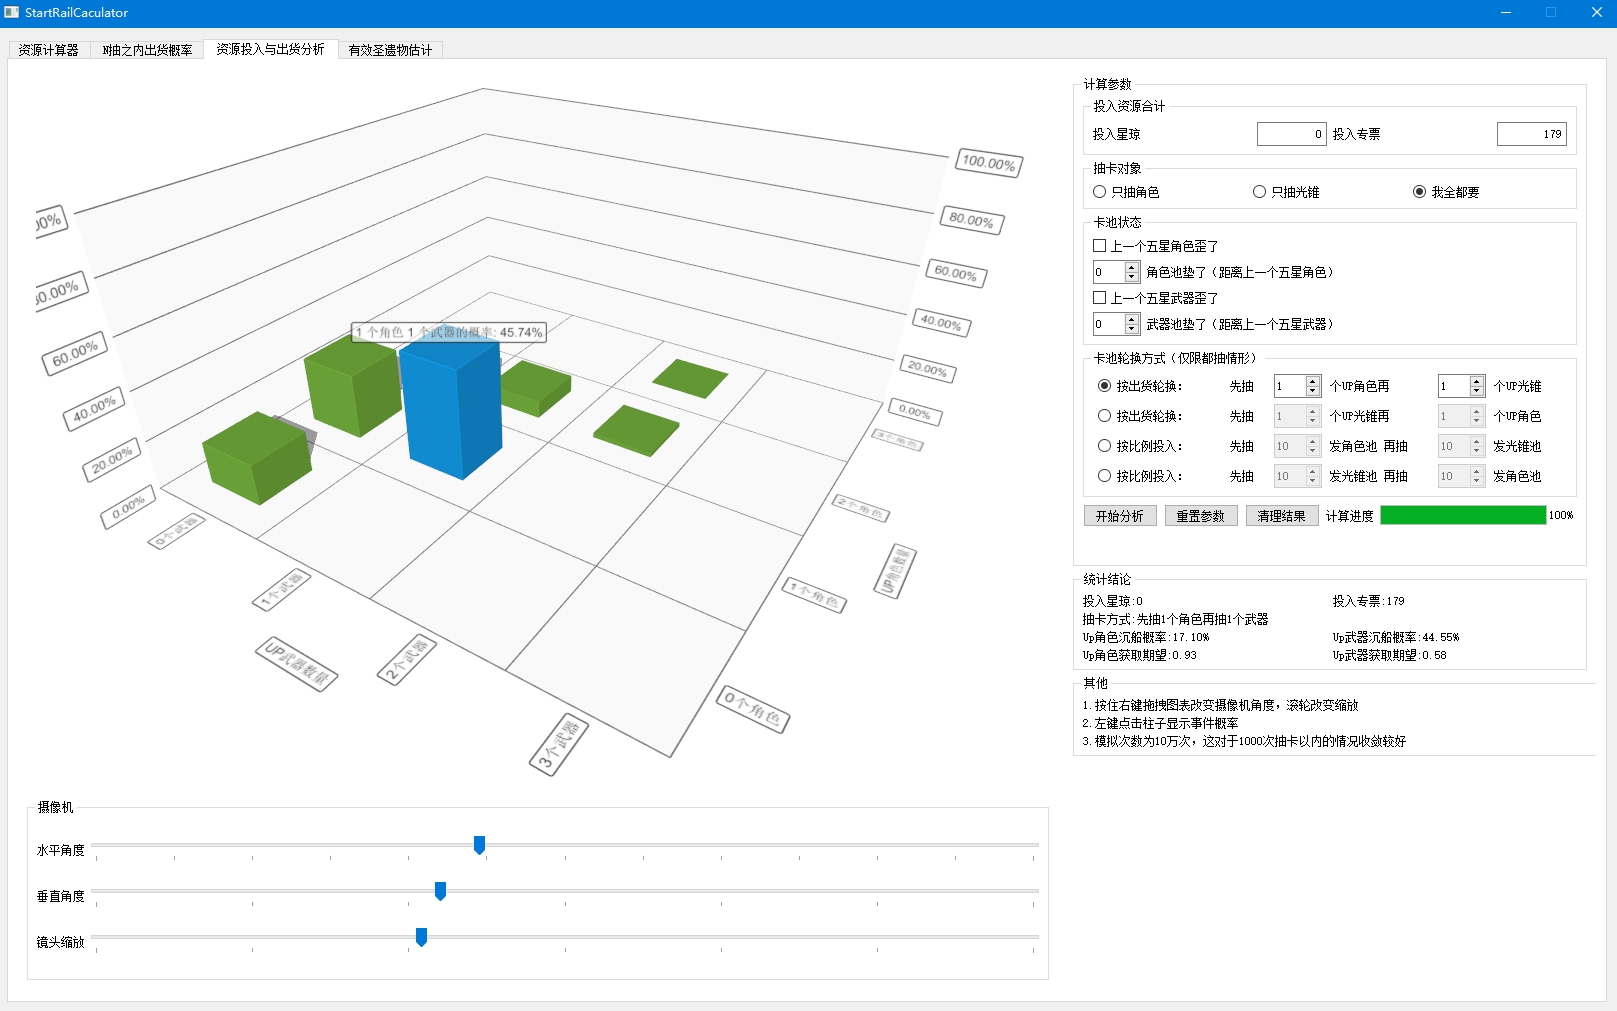 StartRailCaculator
资源计算器
N抽之内出货概率
资源投入与出货分析
有效圣遗物估计
100.00%
80.00%
60.00%
40.00%
20.00%
0.00%
60.00%
40.00%
20.00%
0.00%
1 个角色 1 个武器的概率: 45.74%
0个武器
1个武器
2个武器
3个武器
UP武器数量
3个角色
2个角色
1个角色
0个角色
UP角色数量
摄像机
水平角度
垂直角度
镜头缩放
计算参数
投入资源合计
投入星琼 0 投入专票 179
抽卡对象
只抽角色 只抽光锥 我全都要
卡池状态
上一个五星角色歪了
0 角色池垫了（距离上一个五星角色）
上一个五星武器歪了
0 武器池垫了（距离上一个五星武器）
卡池轮换方式（仅限都抽情形）
按出货轮换: 先抽 1 个UP角色再 1 个UP光锥
按出货轮换: 先抽 1 个UP光锥再 1 个UP角色
按比例投入: 先抽 10 发角色池 再抽 10 发光锥池
按比例投入: 先抽 10 发光锥池 再抽 10 发角色池
开始分析 重置参数 清理结果 计算进度 100%
统计结论
投入星琼:0 投入专票:179
抽卡方式:先抽1个角色再抽1个武器
Up角色沉船概率:17.10% Up武器沉船概率:44.55%
Up角色获取期望:0.93 Up武器获取期望:0.58
其他
1. 按住右键拖拽图表改变摄像机角度，滚轮改变缩放
2. 左键点击柱子显示事件概率
3. 模拟次数为10万次，这对于1000次抽卡以内的情况收敛较好